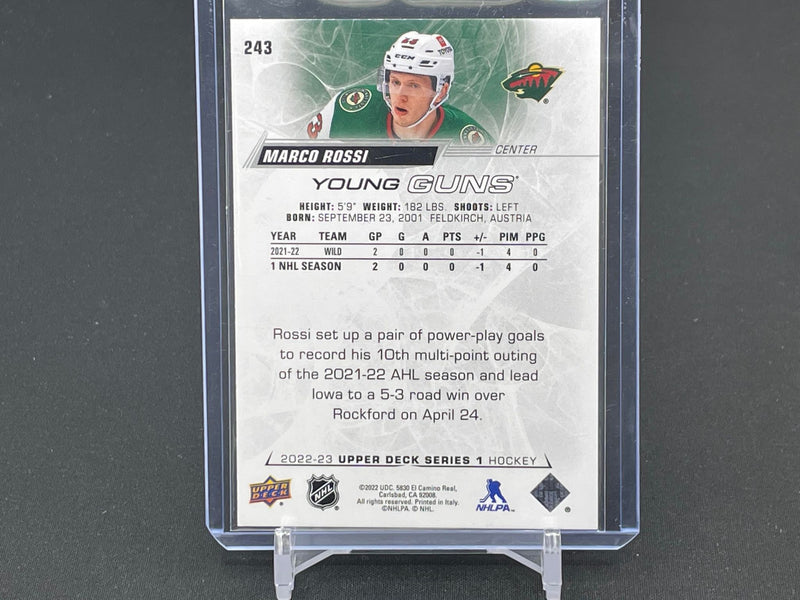 243
MARCO ROSSI
CENTER
YOUNG GUNS
HEIGHT: 5'9" WEIGHT: 182 LBS. SHOOTS: LEFT
BORN: SEPTEMBER 23, 2001 FELDKIRCH, AUSTRIA
YEAR TEAM GP G A PTS +/- PIM PPG
2021-22 WILD 2 0 0 0 -1 4 0
1 NHL SEASON 2 0 0 0 -1 4 0
Rossi set up a pair of power-play goals
to record his 10th multi-point outing
of the 2021-22 AHL season and lead
Iowa to a 5-3 road win over
Rockford on April 24.
2022-23 UPPER DECK SERIES 1 HOCKEY
UPPER DECK
NHL
©2022 UDC. 5830 El Camino Real,
Carlsbad, CA 92008.
All rights reserved. Printed in Italy.
©NHLPA. © NHL.
NHLPA